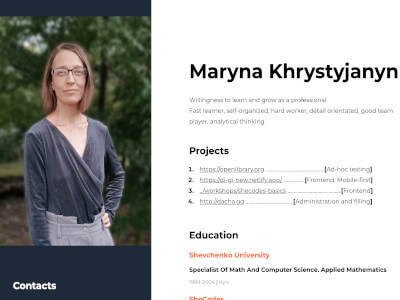 Maryna Khrystyjanyn
Willingness to learn and grow as a professional
Fast learner, self-organized, hard worker, detail orientated, good team
player, analytical thinking
Projects
1. https://openlibrary.org ........................[Ad-hoc testing]
2. https://di-gi-new.netlify.app/ .........[Frontend, Mobile-first]
3. .../workshops/shecodes-basics ......................[Frontend]
4. http://dacha.gq ....................[Administration and filling]
Education
Shevchenko University
Specialist Of Math And Computer Science. Applied Mathematics
1999-2004 | Kyiv
SheCodes
Contacts